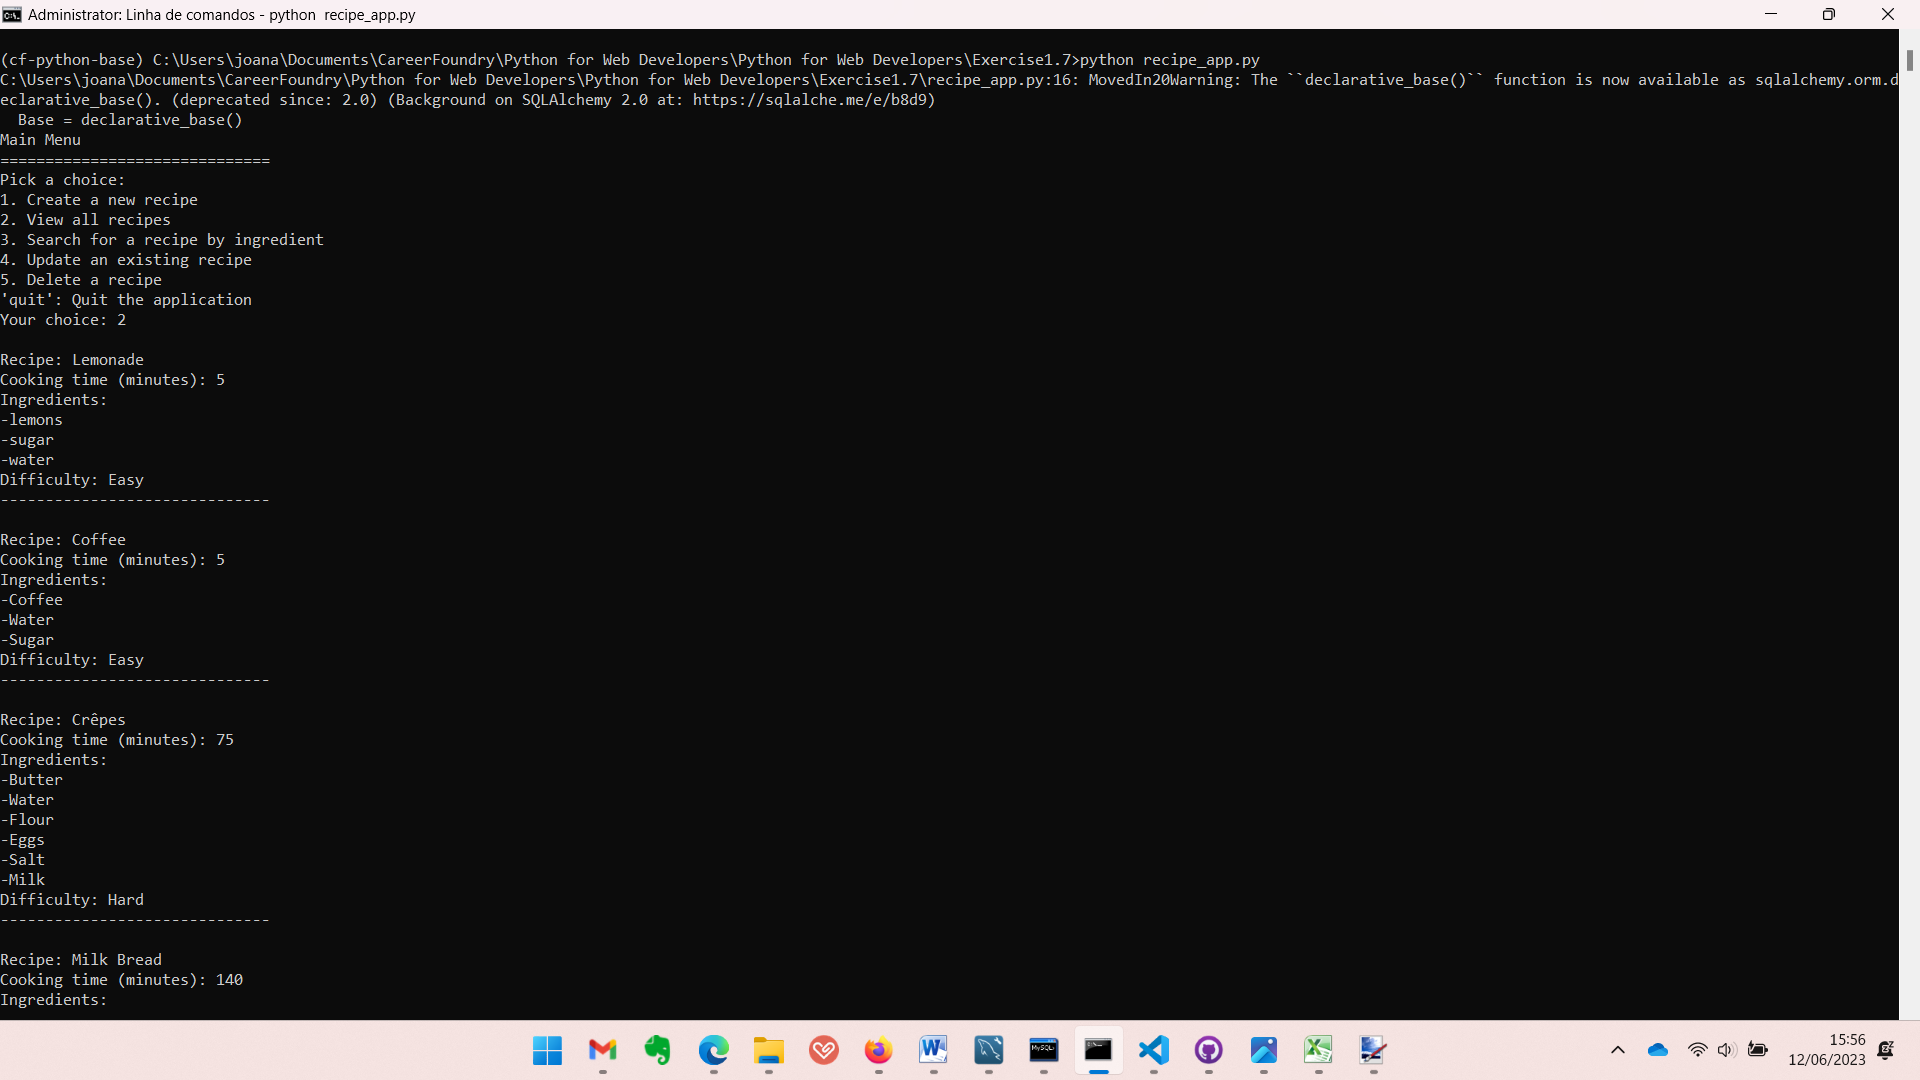 Administrator: Linha de comandos - python  recipe_app.py
(cf-python-base) C:\Users\joana\Documents\CareerFoundry\Python for Web Developers\Python for Web Developers\Exercise1.7>python recipe_app.py
C:\Users\joana\Documents\CareerFoundry\Python for Web Developers\Python for Web Developers\Exercise1.7\recipe_app.py:16: MovedIn20Warning: The ``declarative_base()`` function is now available as sqlalchemy.orm.d
eclarative_base(). (deprecated since: 2.0) (Background on SQLAlchemy 2.0 at: https://sqlalche.me/e/b8d9)
  Base = declarative_base()
Main Menu
==============================
Pick a choice:
1. Create a new recipe
2. View all recipes
3. Search for a recipe by ingredient
4. Update an existing recipe
5. Delete a recipe
'quit': Quit the application
Your choice: 2
Recipe: Lemonade
Cooking time (minutes): 5
Ingredients:
-lemons
-sugar
-water
Difficulty: Easy
------------------------------
Recipe: Coffee
Cooking time (minutes): 5
Ingredients:
-Coffee
-Water
-Sugar
Difficulty: Easy
------------------------------
Recipe: Crêpes
Cooking time (minutes): 75
Ingredients:
-Butter
-Water
-Flour
-Eggs
-Salt
-Milk
Difficulty: Hard
------------------------------
Recipe: Milk Bread
Cooking time (minutes): 140
Ingredients:
15:56
12/06/2023